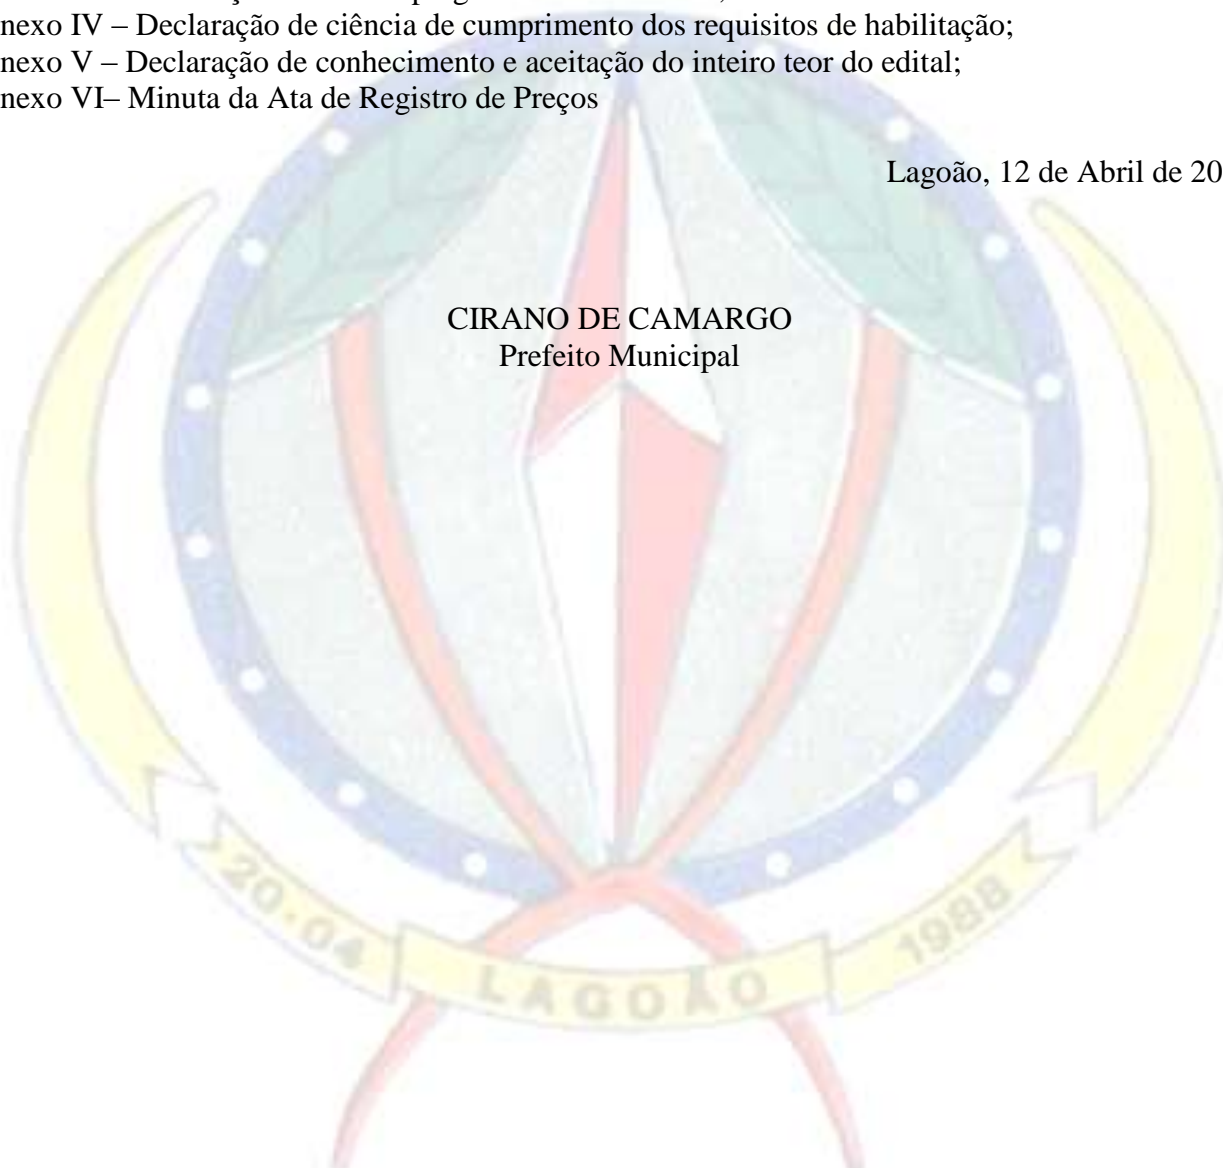 nexo IV – Declaração de ciência de cumprimento dos requisitos de habilitação;
nexo V – Declaração de conhecimento e aceitação do inteiro teor do edital;
nexo VI– Minuta da Ata de Registro de Preços
Lagoão, 12 de Abril de 20
CIRANO DE CAMARGO
Prefeito Municipal
20.04
LAGOÃO
1988